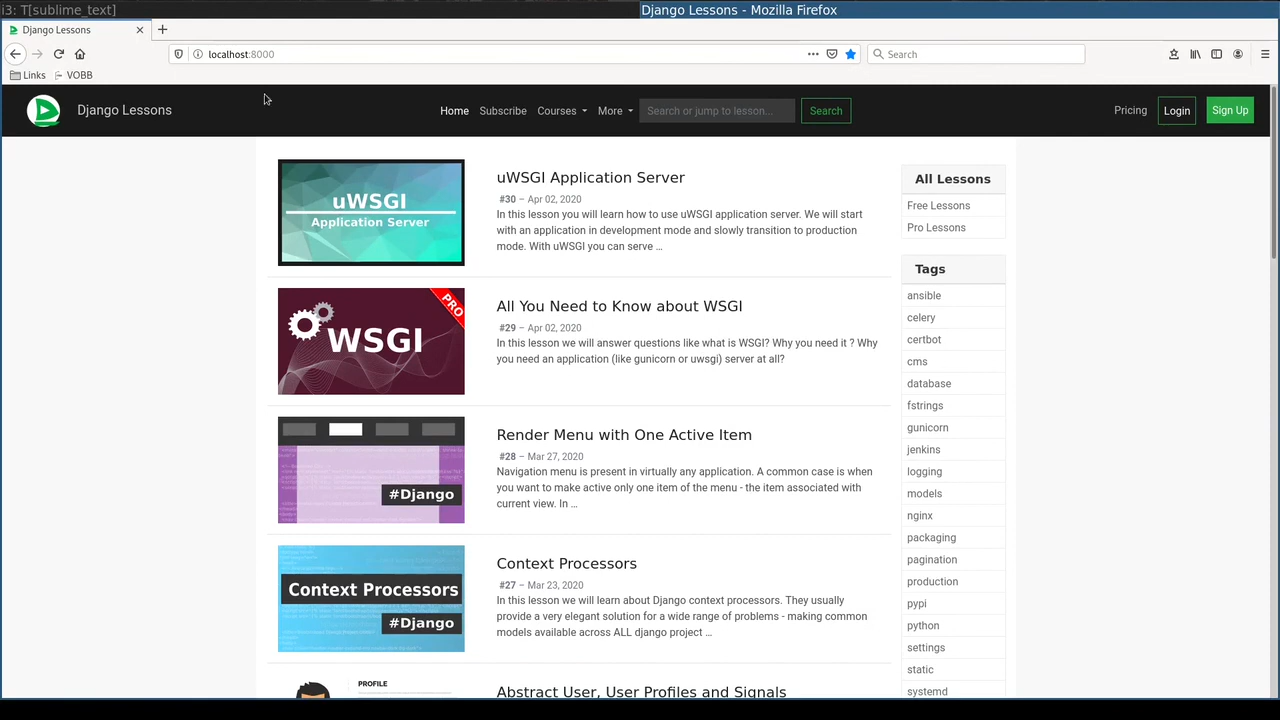 i3: T[sublime_text]
Django Lessons - Mozilla Firefox
Django Lessons
localhost:8000
Search
Links
VOBB
Django Lessons
Home
Subscribe
Courses
More
Search or jump to lesson...
Search
Pricing
Login
Sign Up
uWSGI
Application Server
uWSGI Application Server
#30 – Apr 02, 2020
In this lesson you will learn how to use uWSGI application server. We will start
with an application in development mode and slowly transition to production
mode. With uWSGI you can serve ...
PRO
WSGI
All You Need to Know about WSGI
#29 – Apr 02, 2020
In this lesson we will answer questions like what is WSGI? Why you need it ? Why
you need an application (like gunicorn or uwsgi) server at all?
#Django
Render Menu with One Active Item
#28 – Mar 27, 2020
Navigation menu is present in virtually any application. A common case is when
you want to make active only one item of the menu - the item associated with
current view. In ...
Context Processors
#Django
Context Processors
#27 – Mar 23, 2020
In this lesson we will learn about Django context processors. They usually
provide a very elegant solution for a wide range of problems - making common
models available across ALL django project ...
PROFILE
Abstract User, User Profiles and Signals
All Lessons
Free Lessons
Pro Lessons
Tags
ansible
celery
certbot
cms
database
fstrings
gunicorn
jenkins
logging
models
nginx
packaging
pagination
production
pypi
python
settings
static
systemd